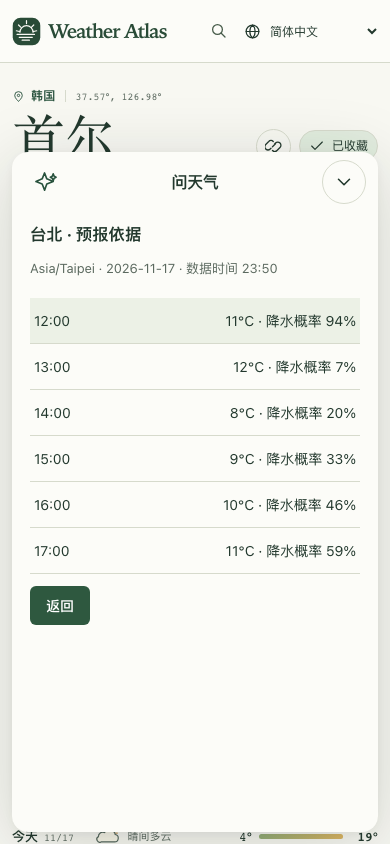 Weather Atlas
简体中文
韩国 37.57°, 126.98°
首尔
已收藏
问天气
台北 · 预报依据
Asia/Taipei · 2026-11-17 · 数据时间 23:50
12:00 11°C · 降水概率 94%
13:00 12°C · 降水概率 7%
14:00 8°C · 降水概率 20%
15:00 9°C · 降水概率 33%
16:00 10°C · 降水概率 46%
17:00 11°C · 降水概率 59%
返回
今天 11/17 晴间多云 4° 19°